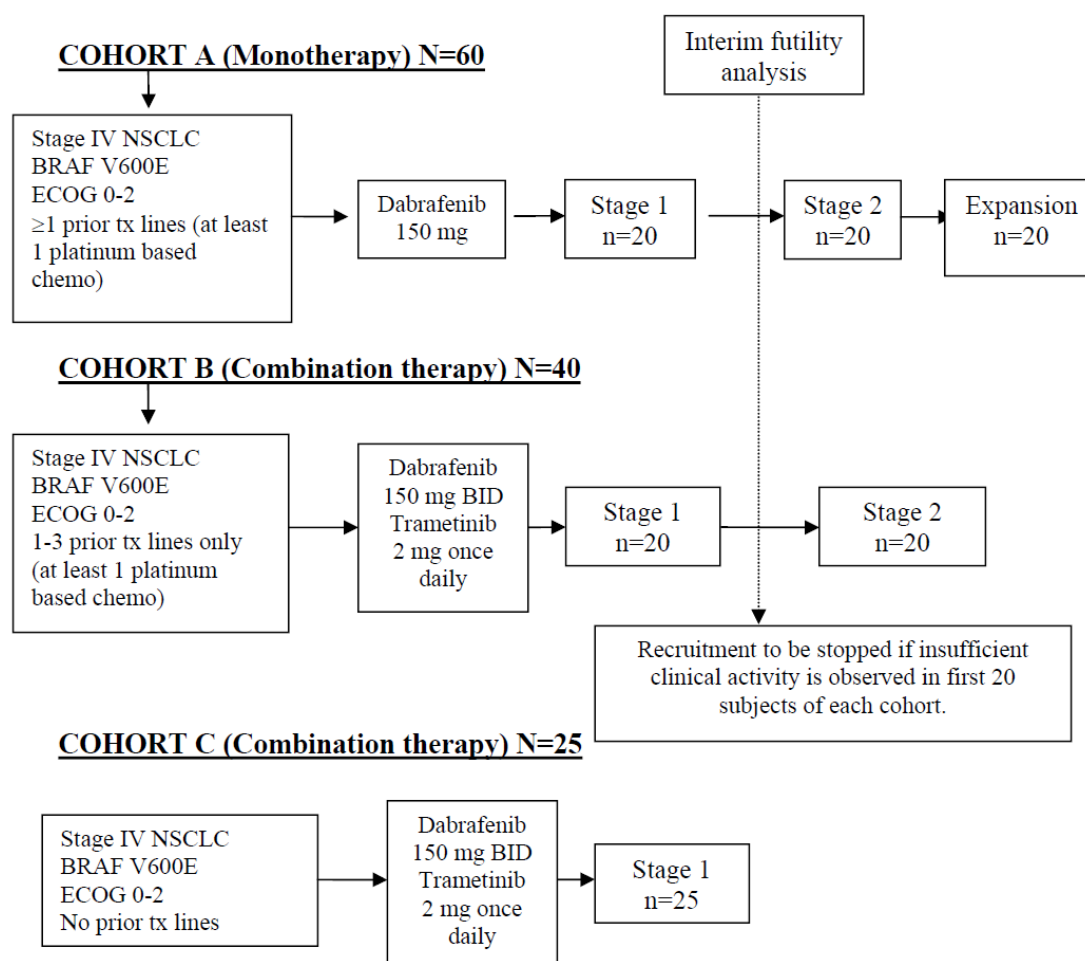 COHORT A (Monotherapy) N=60
Interim futility
analysis
Stage IV NSCLC
BRAF V600E
ECOG 0-2
≥1 prior tx lines (at least
1 platinum based
chemo)
Dabrafenib
150 mg
Stage 1
n=20
Stage 2
n=20
Expansion
n=20
COHORT B (Combination therapy) N=40
Stage IV NSCLC
BRAF V600E
ECOG 0-2
1-3 prior tx lines only
(at least 1 platinum
based chemo)
Dabrafenib
150 mg BID
Trametinib
2 mg once
daily
Stage 1
n=20
Stage 2
n=20
Recruitment to be stopped if insufficient
clinical activity is observed in first 20
subjects of each cohort.
COHORT C (Combination therapy) N=25
Stage IV NSCLC
BRAF V600E
ECOG 0-2
No prior tx lines
Dabrafenib
150 mg BID
Trametinib
2 mg once
daily
Stage 1
n=25